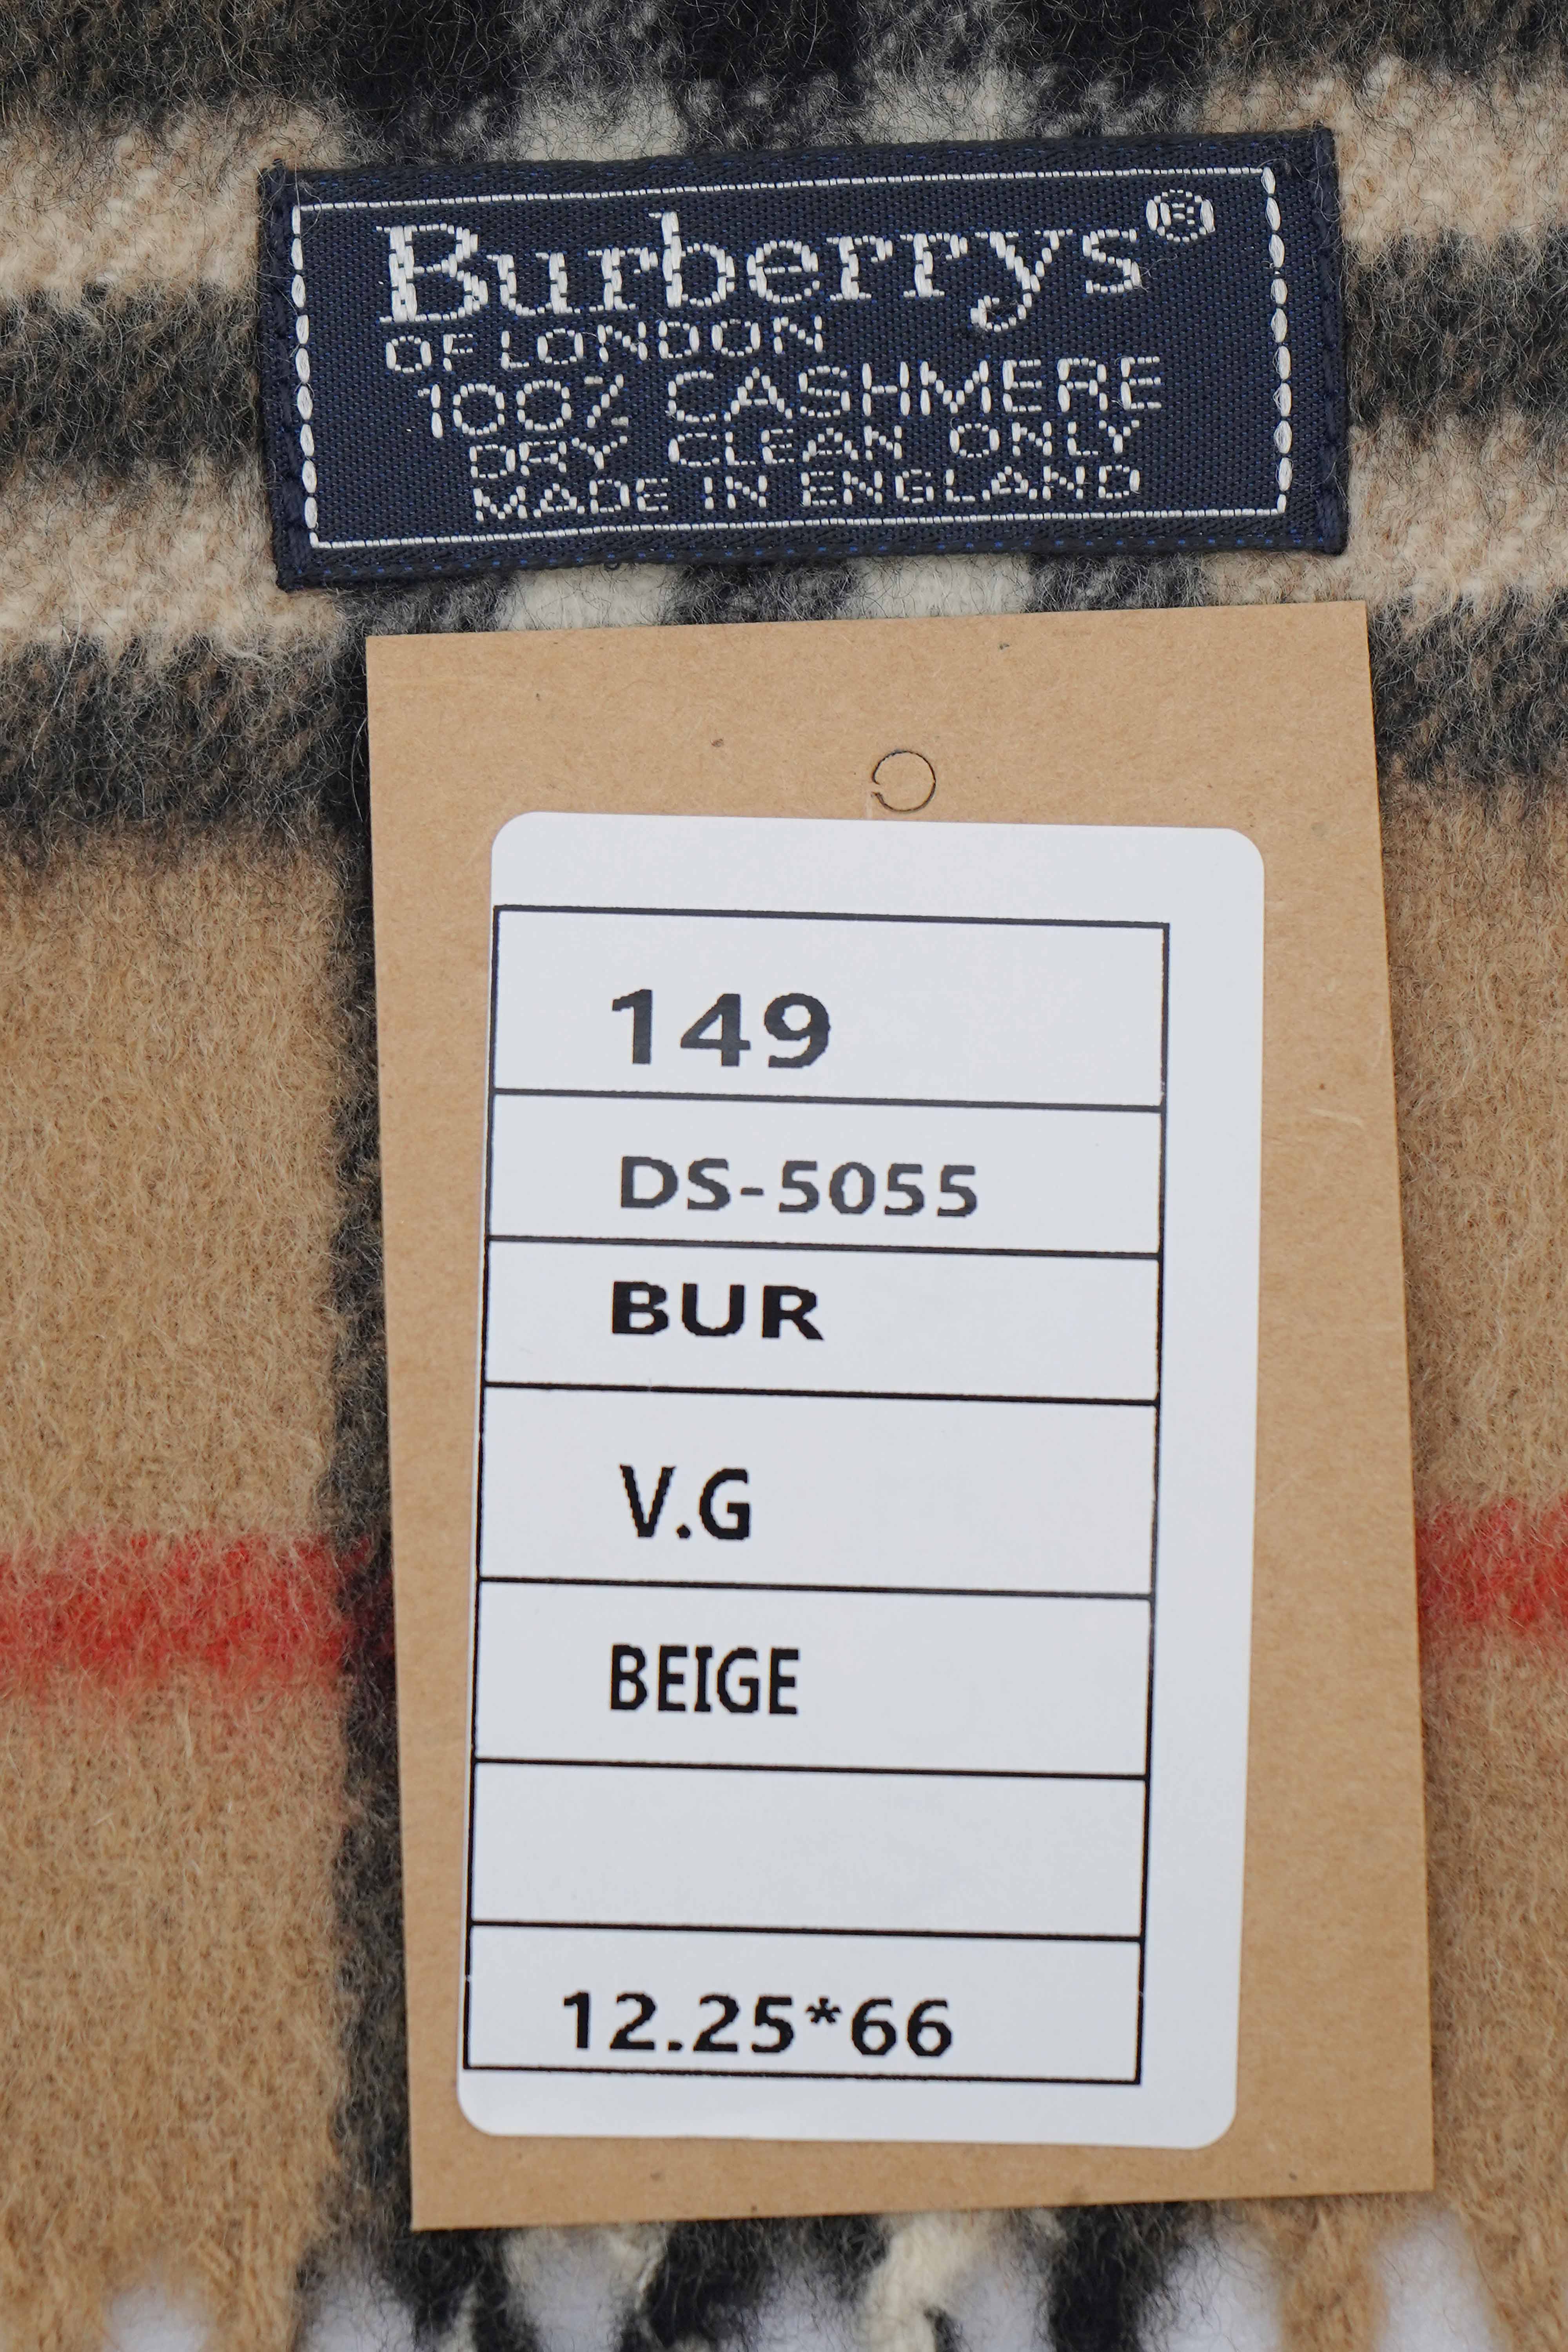 Burberrys®
OF LONDON
100% CASHMERE
DRY CLEAN ONLY
MADE IN ENGLAND
149
DS-5055
BUR
V.G
BEIGE
12.25*66